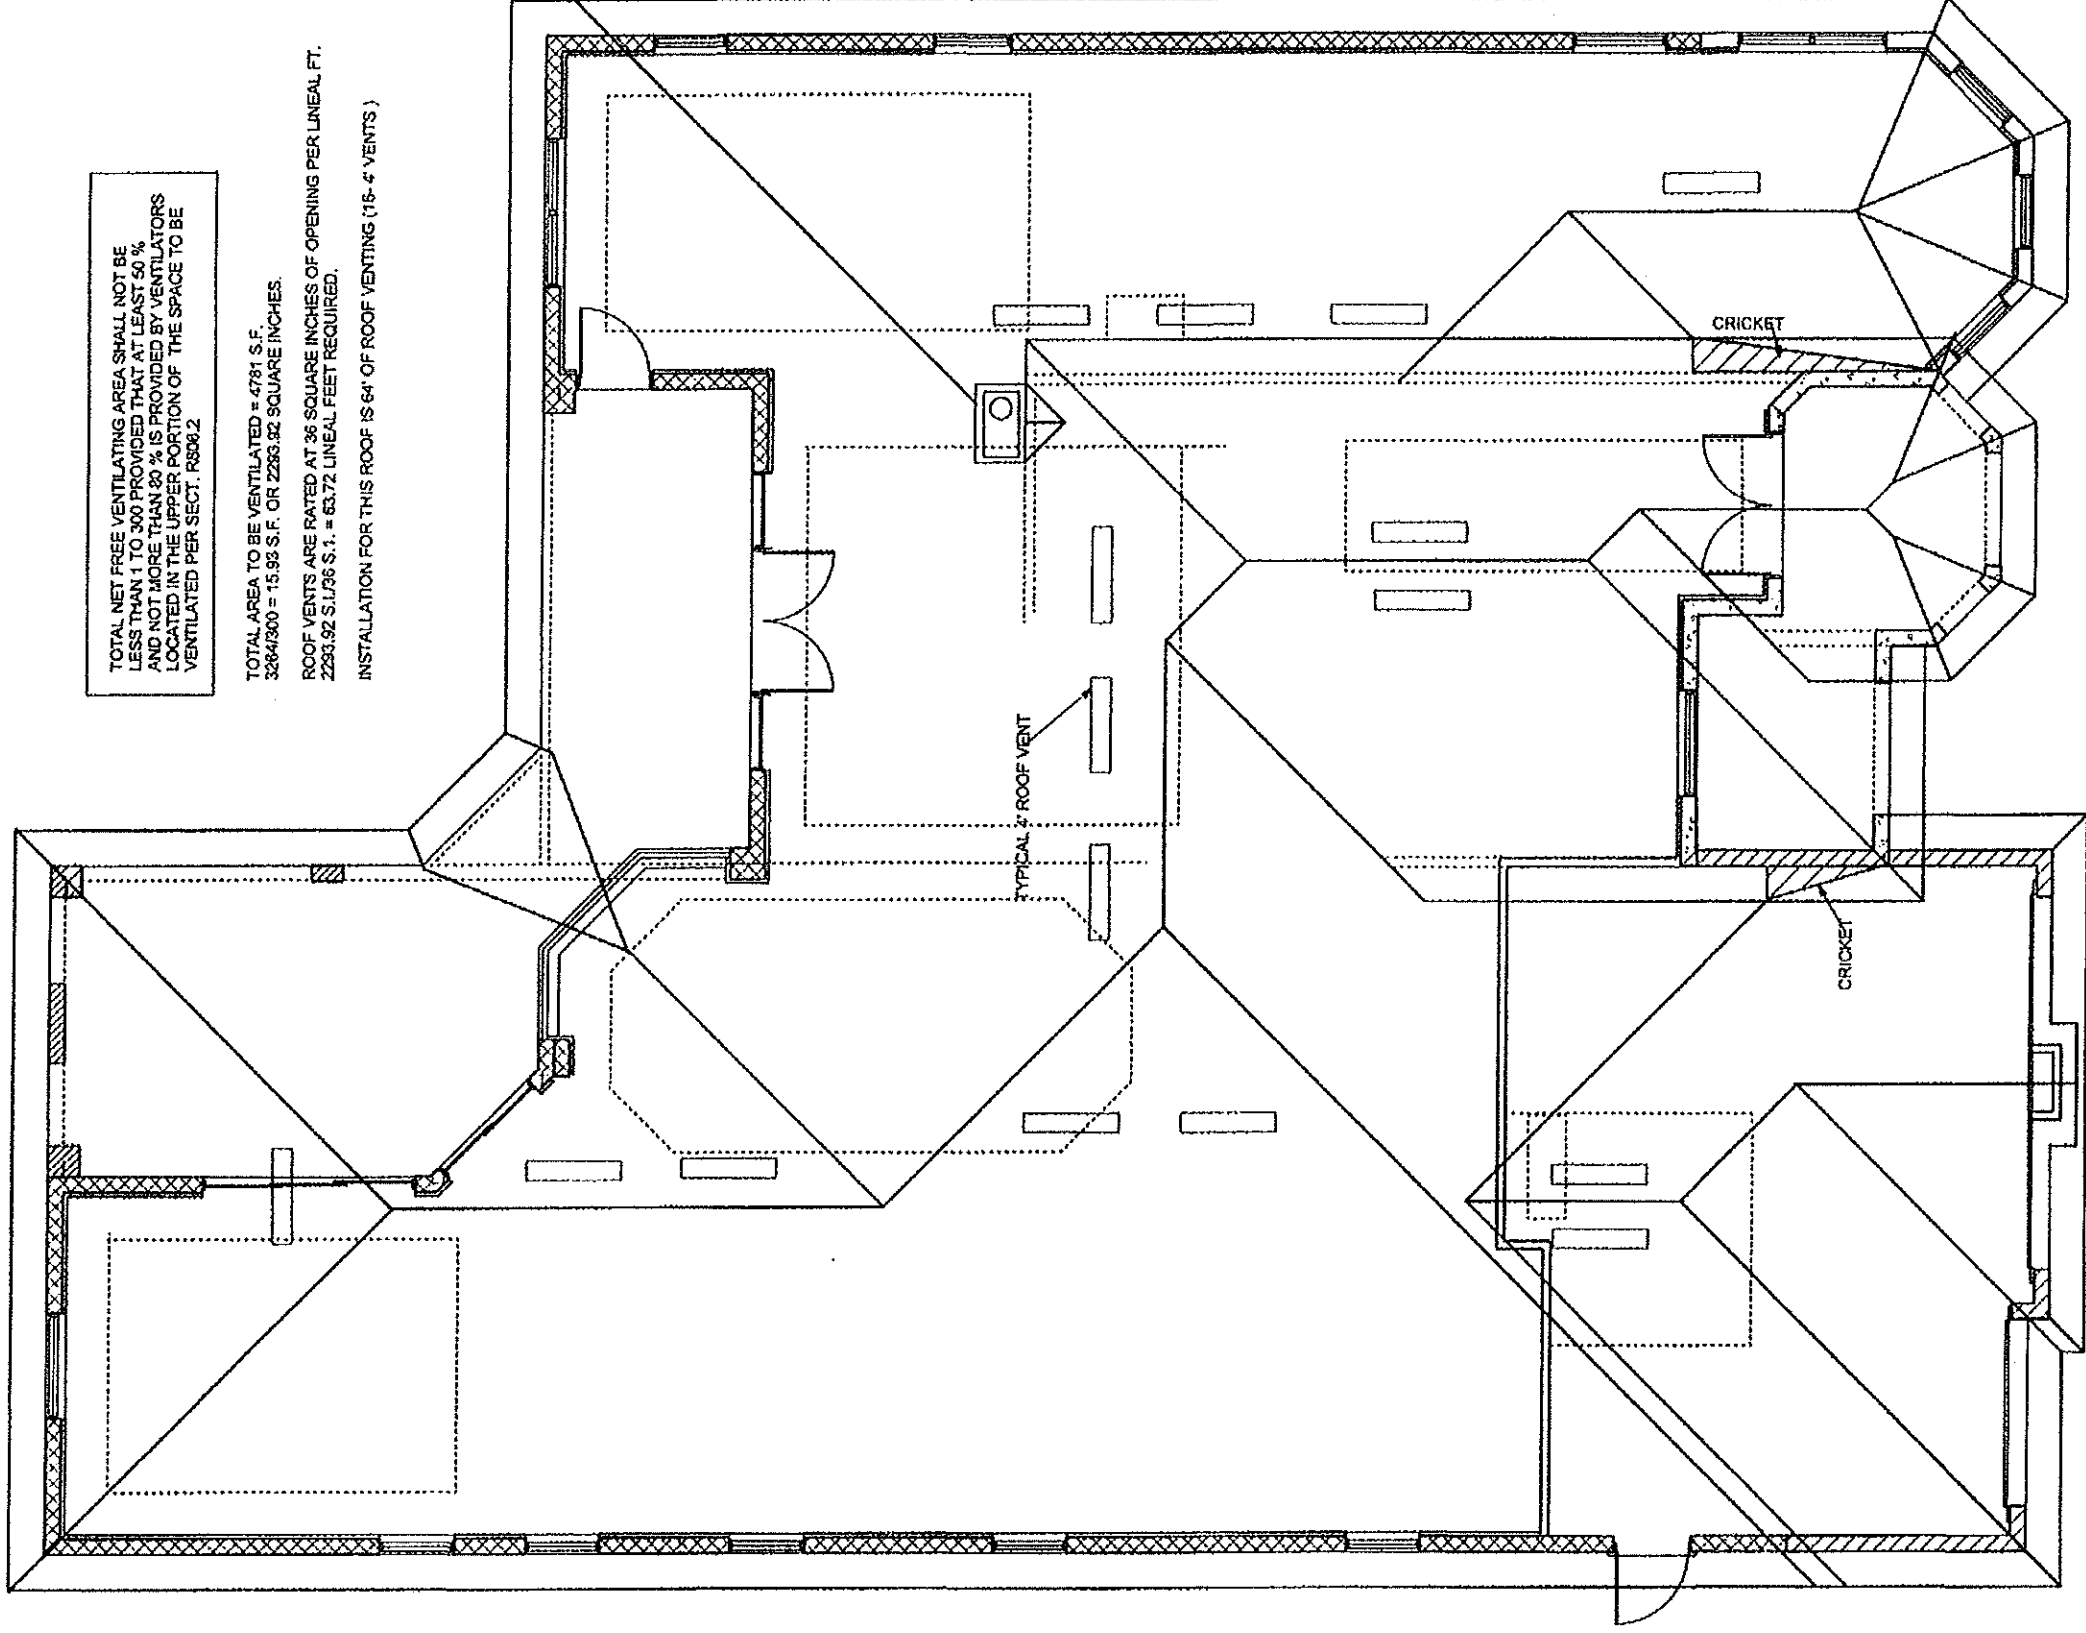 TOTAL NET FREE VENTILATING AREA SHALL NOT BE
LESS THAN 1 TO 300 PROVIDED THAT AT LEAST 50 %
AND NOT MORE THAN 80 % IS PROVIDED BY VENTILATORS
LOCATED IN THE UPPER PORTION OF THE SPACE TO BE
VENTILATED PER SECT. R806.2
TOTAL AREA TO BE VENTILATED = 4781 S.F.
3264/300 = 15.93 S.F. OR 2293.92 SQUARE INCHES.
ROOF VENTS ARE RATED AT 36 SQUARE INCHES OF OPENING PER LINEAL FT.
2293.92 S.I./36 S.I. = 63.72 LINEAL FEET REQUIRED.
INSTALLATION FOR THIS ROOF IS 64' OF ROOF VENTING (16- 4' VENTS )
TYPICAL 4' ROOF VENT
CRICKET
CRICKET